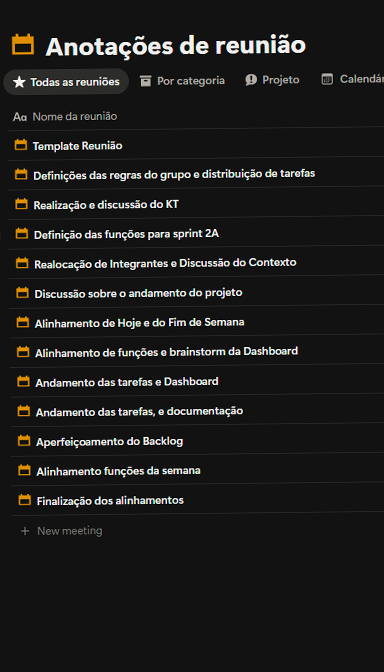 Anotações de reunião
Todas as reuniões Por categoria Projeto Calendár
Aa Nome da reunião
Template Reunião
Definições das regras do grupo e distribuição de tarefas
Realização e discussão do KT
Definição das funções para sprint 2A
Realocação de Integrantes e Discussão do Contexto
Discussão sobre o andamento do projeto
Alinhamento de Hoje e do Fim de Semana
Alinhamento de funções e brainstorm da Dashboard
Andamento das tarefas e Dashboard
Andamento das tarefas, e documentação
Aperfeiçoamento do Backlog
Alinhamento funções da semana
Finalização dos alinhamentos
+ New meeting